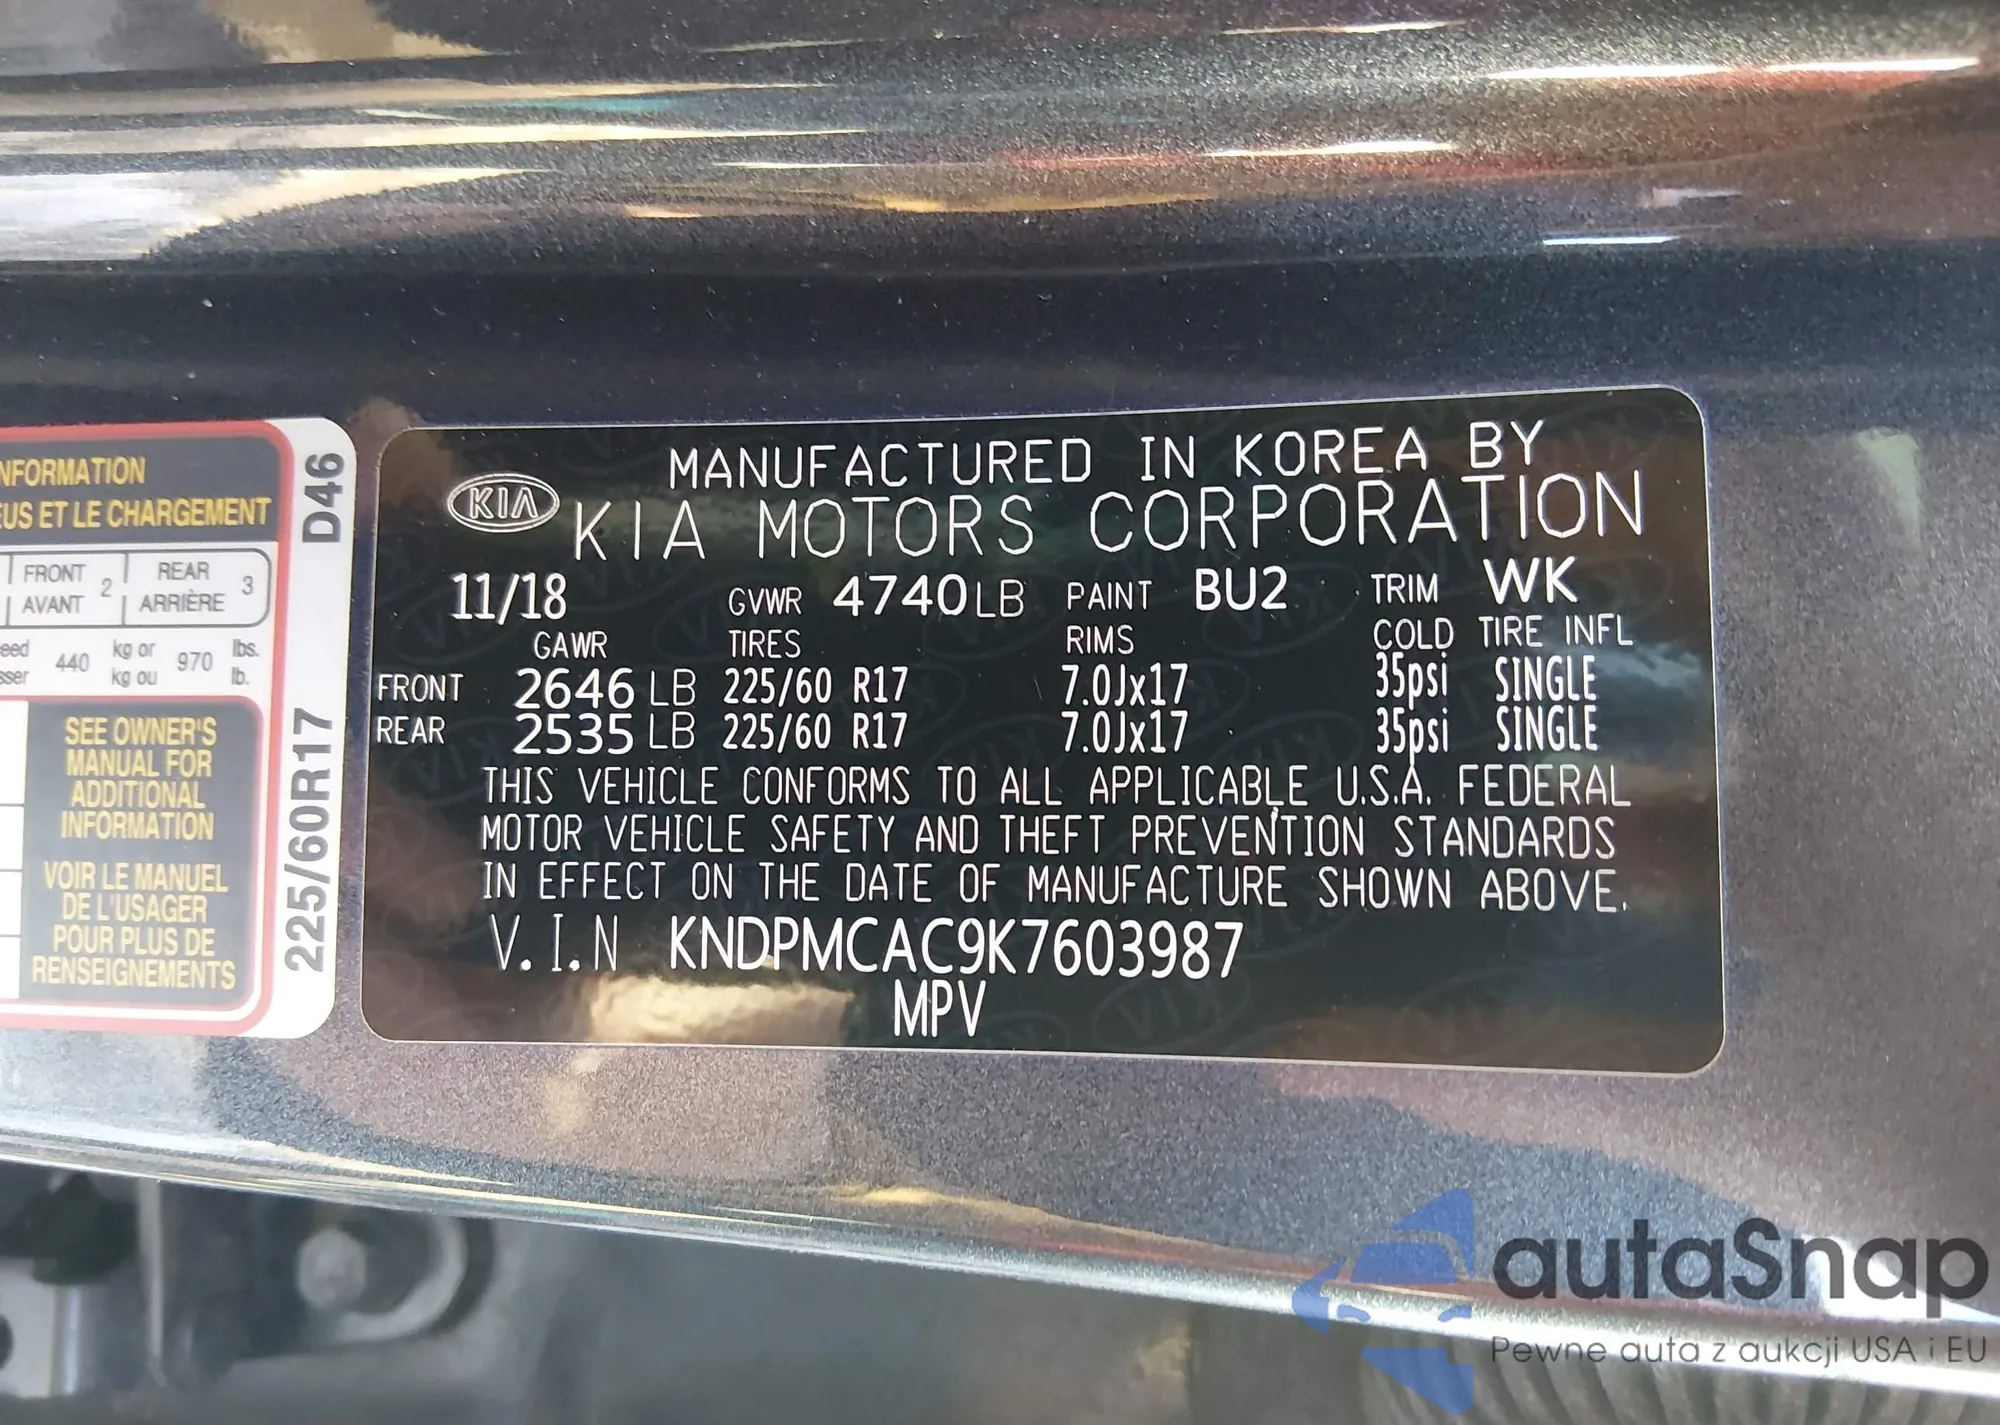 NFORMATION
EUS ET LE CHARGEMENT
FRONT 2 REAR 3
AVANT ARRIÈRE
440 kg or 970 lbs.
kg ou lb.
SEE OWNER'S
MANUAL FOR
ADDITIONAL
INFORMATION
VOIR LE MANUEL
DE L'USAGER
POUR PLUS DE
RENSEIGNEMENTS
D46
225/60R17
MANUFACTURED IN KOREA BY
KIA KIA MOTORS CORPORATION
11/18 GVWR 4740LB PAINT BU2 TRIM WK
GAWR TIRES RIMS COLD TIRE INFL
FRONT 2646 LB 225/60 R17 7.0Jx17 35psi SINGLE
REAR 2535 LB 225/60 R17 7.0Jx17 35psi SINGLE
THIS VEHICLE CONFORMS TO ALL APPLICABLE U.S.A. FEDERAL
MOTOR VEHICLE SAFETY AND THEFT PREVENTION STANDARDS
IN EFFECT ON THE DATE OF MANUFACTURE SHOWN ABOVE.
V.I.N KNDPMCAC9K7603987
MPV
autaSnap
Pewne auta z aukcji USA i EU